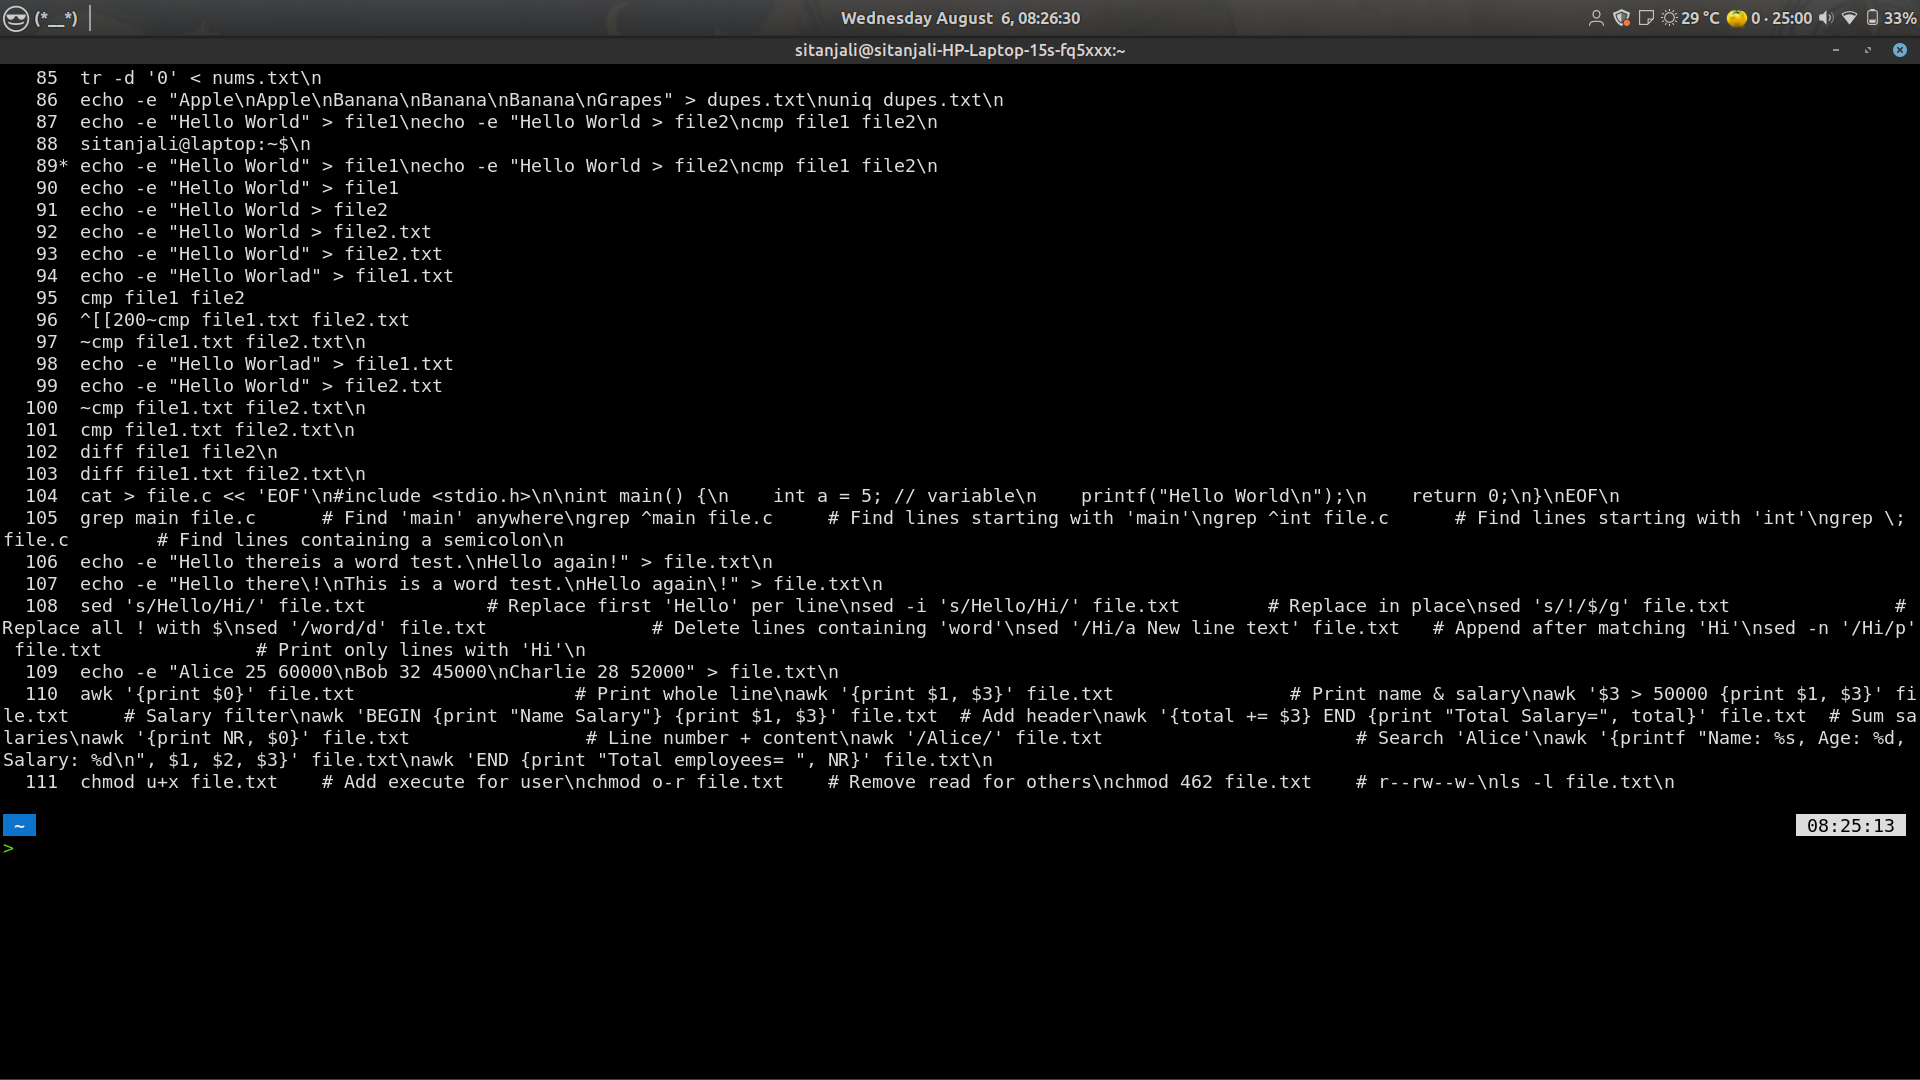 (*__*)
Wednesday August 6, 08:26:30
29 °C 0 · 25:00 33%
sitanjali@sitanjali-HP-Laptop-15s-fq5xxx:~
85 tr -d '0' < nums.txt\n
86 echo -e "Apple\nApple\nBanana\nBanana\nBanana\nGrapes" > dupes.txt\nuniq dupes.txt\n
87 echo -e "Hello World" > file1\necho -e "Hello World > file2\ncmp file1 file2\n
88 sitanjali@laptop:~$\n
89* echo -e "Hello World" > file1\necho -e "Hello World > file2\ncmp file1 file2\n
90 echo -e "Hello World" > file1
91 echo -e "Hello World > file2
92 echo -e "Hello World > file2.txt
93 echo -e "Hello World" > file2.txt
94 echo -e "Hello Worlad" > file1.txt
95 cmp file1 file2
96 ^[[200~cmp file1.txt file2.txt
97 ~cmp file1.txt file2.txt\n
98 echo -e "Hello Worlad" > file1.txt
99 echo -e "Hello World" > file2.txt
100 ~cmp file1.txt file2.txt\n
101 cmp file1.txt file2.txt\n
102 diff file1 file2\n
103 diff file1.txt file2.txt\n
104 cat > file.c << 'EOF'\n#include <stdio.h>\n\nint main() {\n    int a = 5; // variable\n    printf("Hello World\n");\n    return 0;\n}\nEOF\n
105 grep main file.c      # Find 'main' anywhere\ngrep ^main file.c     # Find lines starting with 'main'\ngrep ^int file.c      # Find lines starting with 'int'\ngrep \;
file.c        # Find lines containing a semicolon\n
106 echo -e "Hello thereis a word test.\nHello again!" > file.txt\n
107 echo -e "Hello there\!\nThis is a word test.\nHello again\!" > file.txt\n
108 sed 's/Hello/Hi/' file.txt           # Replace first 'Hello' per line\nsed -i 's/Hello/Hi/' file.txt        # Replace in place\nsed 's/!/$/g' file.txt               #
Replace all ! with $\nsed '/word/d' file.txt               # Delete lines containing 'word'\nsed '/Hi/a New line text' file.txt   # Append after matching 'Hi'\nsed -n '/Hi/p'
file.txt              # Print only lines with 'Hi'\n
109 echo -e "Alice 25 60000\nBob 32 45000\nCharlie 28 52000" > file.txt\n
110 awk '{print $0}' file.txt                    # Print whole line\nawk '{print $1, $3}' file.txt                # Print name & salary\nawk '$3 > 50000 {print $1, $3}' fi
le.txt     # Salary filter\nawk 'BEGIN {print "Name Salary"} {print $1, $3}' file.txt  # Add header\nawk '{total += $3} END {print "Total Salary=", total}' file.txt  # Sum sa
laries\nawk '{print NR, $0}' file.txt                # Line number + content\nawk '/Alice/' file.txt                       # Search 'Alice'\nawk '{printf "Name: %s, Age: %d,
Salary: %d\n", $1, $2, $3}' file.txt\nawk 'END {print "Total employees= ", NR}' file.txt\n
111 chmod u+x file.txt    # Add execute for user\nchmod o-r file.txt    # Remove read for others\nchmod 462 file.txt    # r--rw--w-\nls -l file.txt\n
~ 08:25:13
>